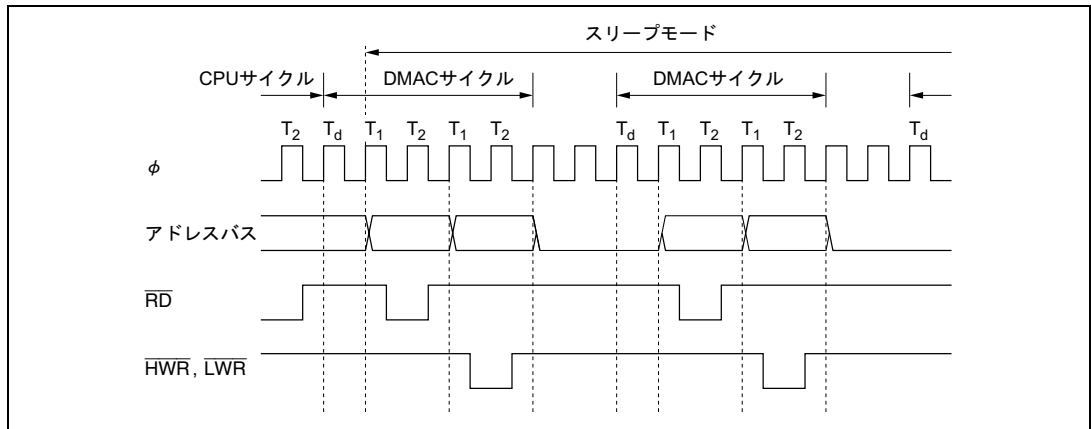 スリープモード
CPUサイクル DMACサイクル DMACサイクル
T2 Td T1 T2 T1 T2 Td T1 T2 T1 T2 Td
φ
アドレスバス
RD
HWR, LWR